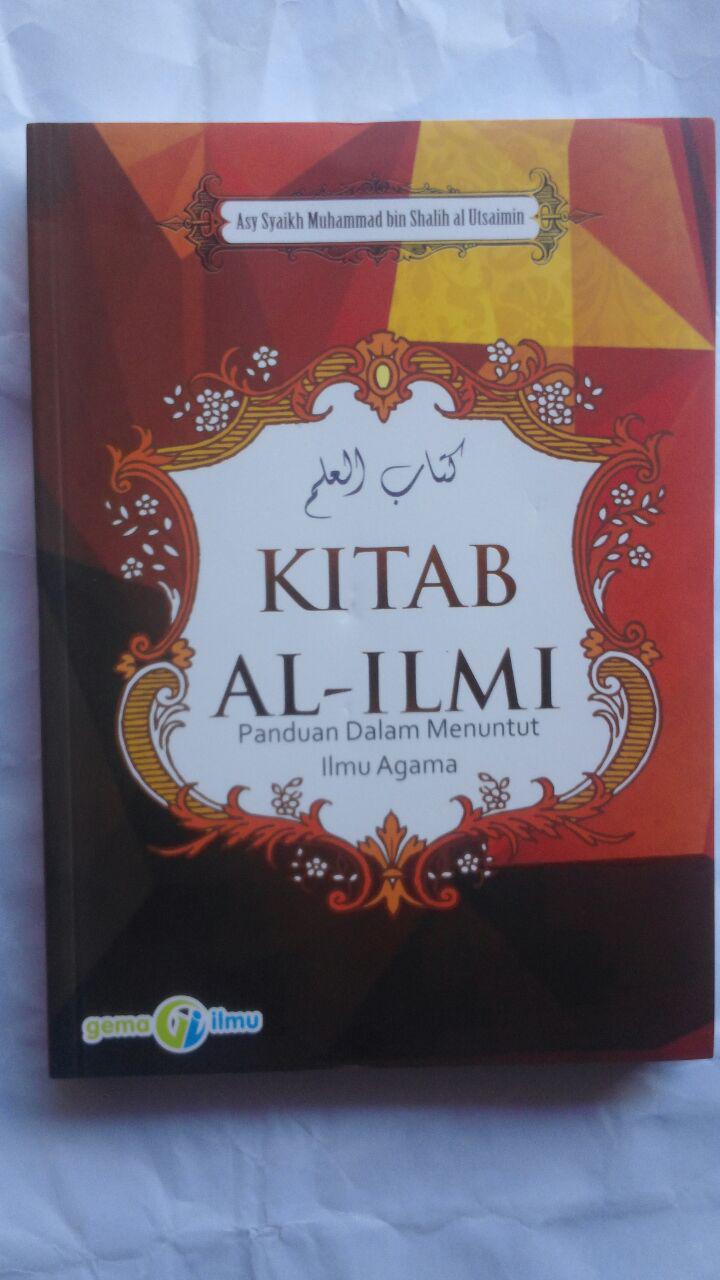 Asy Syaikh Muhammad bin Shalih al Utsaimin
كتاب العلم
KITAB
AL-ILMI
Panduan Dalam Menuntut
Ilmu Agama
gema Gi ilmu